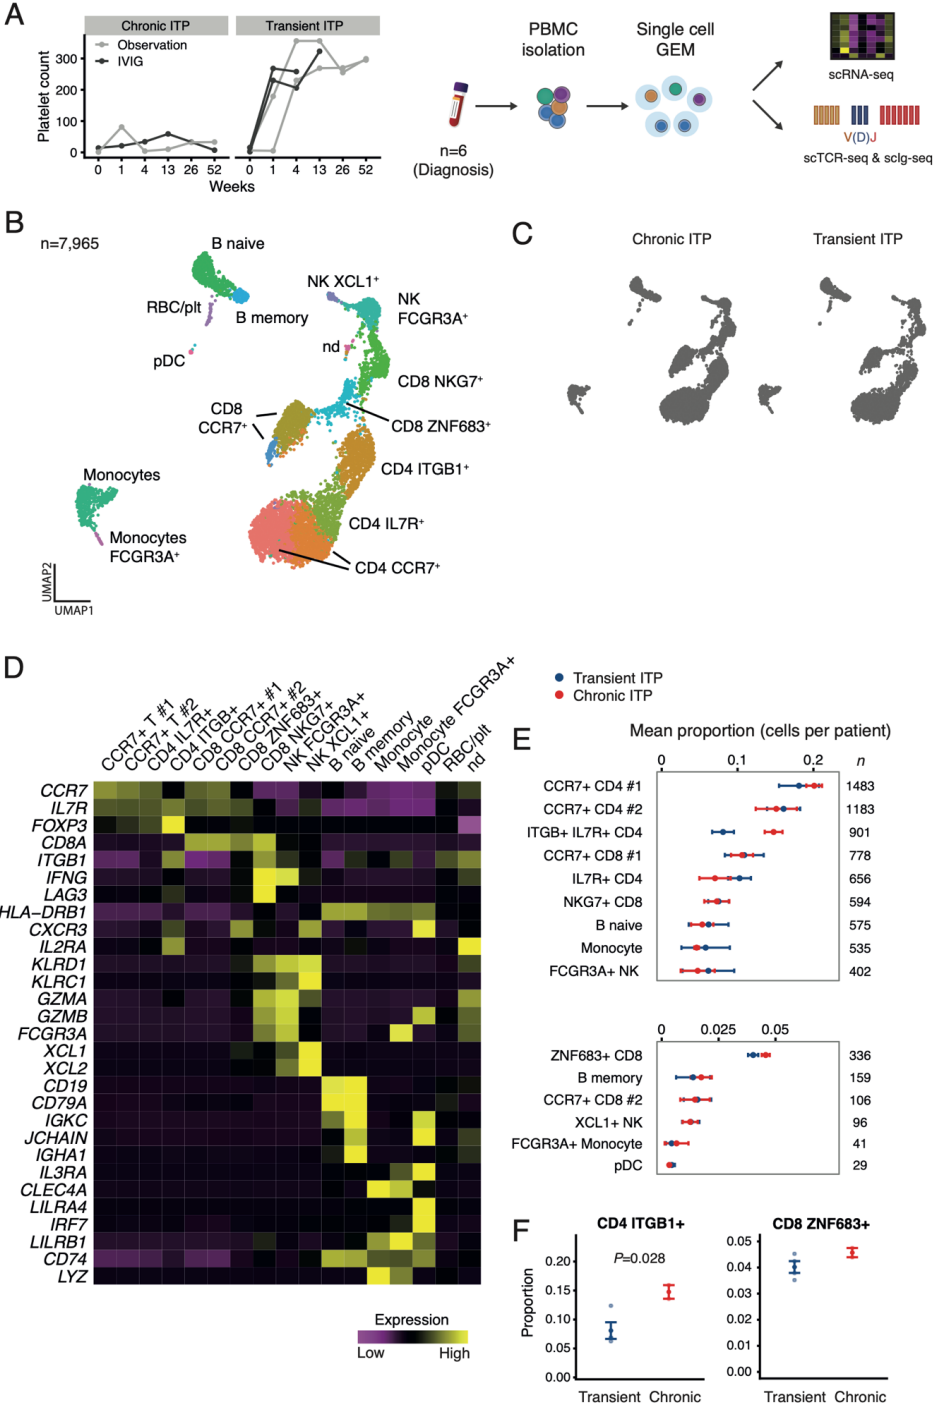 A
Chronic ITP
Transient ITP
Observation
IVIG
Platelet count
300
200
100
0
0 1 4 13 26 52
0 1 4 13 26 52
Weeks
n=6
(Diagnosis)
PBMC
isolation
Single cell
GEM
scRNA-seq
V(D)J
scTCR-seq & scIg-seq
B
n=7,965
B naive
RBC/plt
B memory
pDC
NK XCL1+
NK
FCGR3A+
nd
CD8 NKG7+
CD8
CCR7+
CD8 ZNF683+
CD4 ITGB1+
Monocytes
CD4 IL7R+
Monocytes
FCGR3A+
CD4 CCR7+
UMAP2
UMAP1
C
Chronic ITP
Transient ITP
D
CCR7+ T #1
CCR7+ T #2
CD4 IL7R+
CD4 ITGB+
CD8 CCR7+ #1
CD8 CCR7+ #2
CD8 ZNF683+
CD8 NKG7+
NK FCGR3A+
NK XCL1+
B naive
B memory
Monocyte
Monocyte FCGR3A+
pDC
RBC/plt
nd
CCR7
IL7R
FOXP3
CD8A
ITGB1
IFNG
LAG3
HLA−DRB1
CXCR3
IL2RA
KLRD1
KLRC1
GZMA
GZMB
FCGR3A
XCL1
XCL2
CD19
CD79A
IGKC
JCHAIN
IGHA1
IL3RA
CLEC4A
LILRA4
IRF7
LILRB1
CD74
LYZ
Expression
Low High
Transient ITP
Chronic ITP
E
Mean proportion (cells per patient)
0 0.1 0.2 n
CCR7+ CD4 #1 1483
CCR7+ CD4 #2 1183
ITGB+ IL7R+ CD4 901
CCR7+ CD8 #1 778
IL7R+ CD4 656
NKG7+ CD8 594
B naive 575
Monocyte 535
FCGR3A+ NK 402
0 0.025 0.05
ZNF683+ CD8 336
B memory 159
CCR7+ CD8 #2 106
XCL1+ NK 96
FCGR3A+ Monocyte 41
pDC 29
F
CD4 ITGB1+
P=0.028
Proportion
0.20
0.15
0.10
0.05
0.00
Transient Chronic
CD8 ZNF683+
0.05
0.04
0.03
0.02
0.01
0.00
Transient Chronic